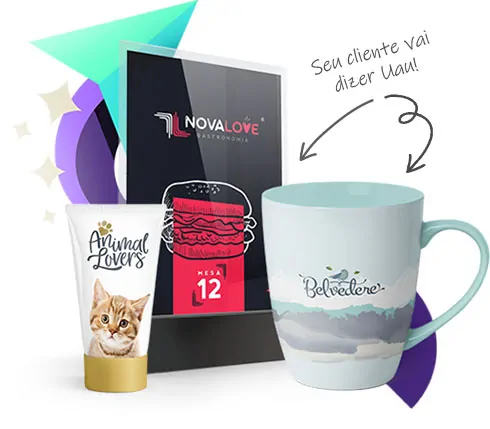 Seu cliente vai
dizer Uau!
NOVALOVE®
GASTRONOMIA
Animal
Lovers
MESA
12
Belvedere